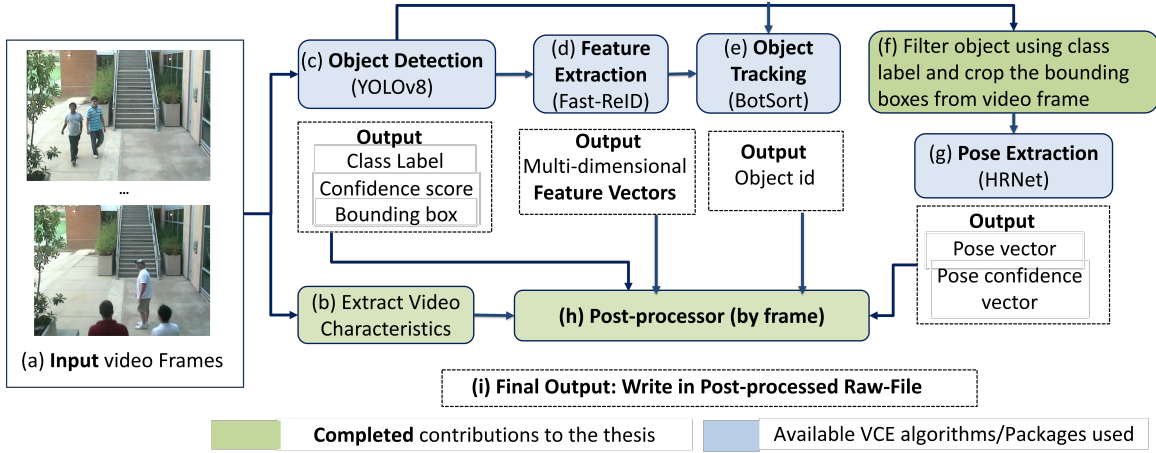 (a) Input video Frames
...
(c) Object Detection
(YOLOv8)
(d) Feature
Extraction
(Fast-ReID)
(e) Object
Tracking
(BotSort)
(f) Filter object using class
label and crop the bounding
boxes from video frame
(g) Pose Extraction
(HRNet)
Output
Class Label
Confidence score
Bounding box
Output
Multi-dimensional
Feature Vectors
Output
Object id
Output
Pose vector
Pose confidence
vector
(b) Extract Video
Characteristics
(h) Post-processor (by frame)
(i) Final Output: Write in Post-processed Raw-File
Completed contributions to the thesis
Available VCE algorithms/Packages used